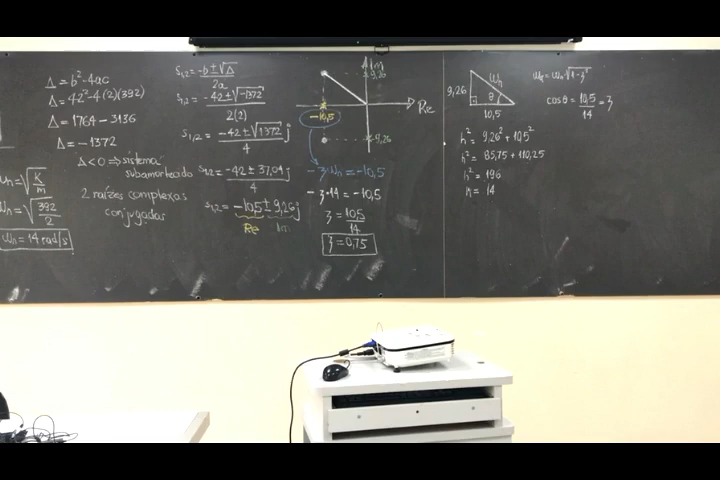 Δ = b² - 4ac
Δ = 42² - 4(2)(392)
Δ = 1764 - 3136
Δ = -1372
Δ < 0 ⇒ sistema
subamortecido
2 raízes complexas
conjugadas
ωn = √(K/m)
ωn = √(392/2)
ωn = 14 rad/s
S1,2 = (-b ± √Δ)/2a
S1,2 = (-42 ± √-1372)/2(2)
S1,2 = (-42 ± √1372 j)/4
S1,2 = (-42 ± 37,04j)/4
S1,2 = -10,5 ± 9,26j
Re Im
Im
9,26
Re
-10,5
-9,26
-ξ·ωn = -10,5
-ξ·14 = -10,5
ξ = 10,5/14
ξ = 0,75
9,26
ωn
θ
10,5
h² = 9,26² + 10,5²
h² = 85,75 + 110,25
h² = 196
h = 14
cos θ = 10,5/14 = ξ